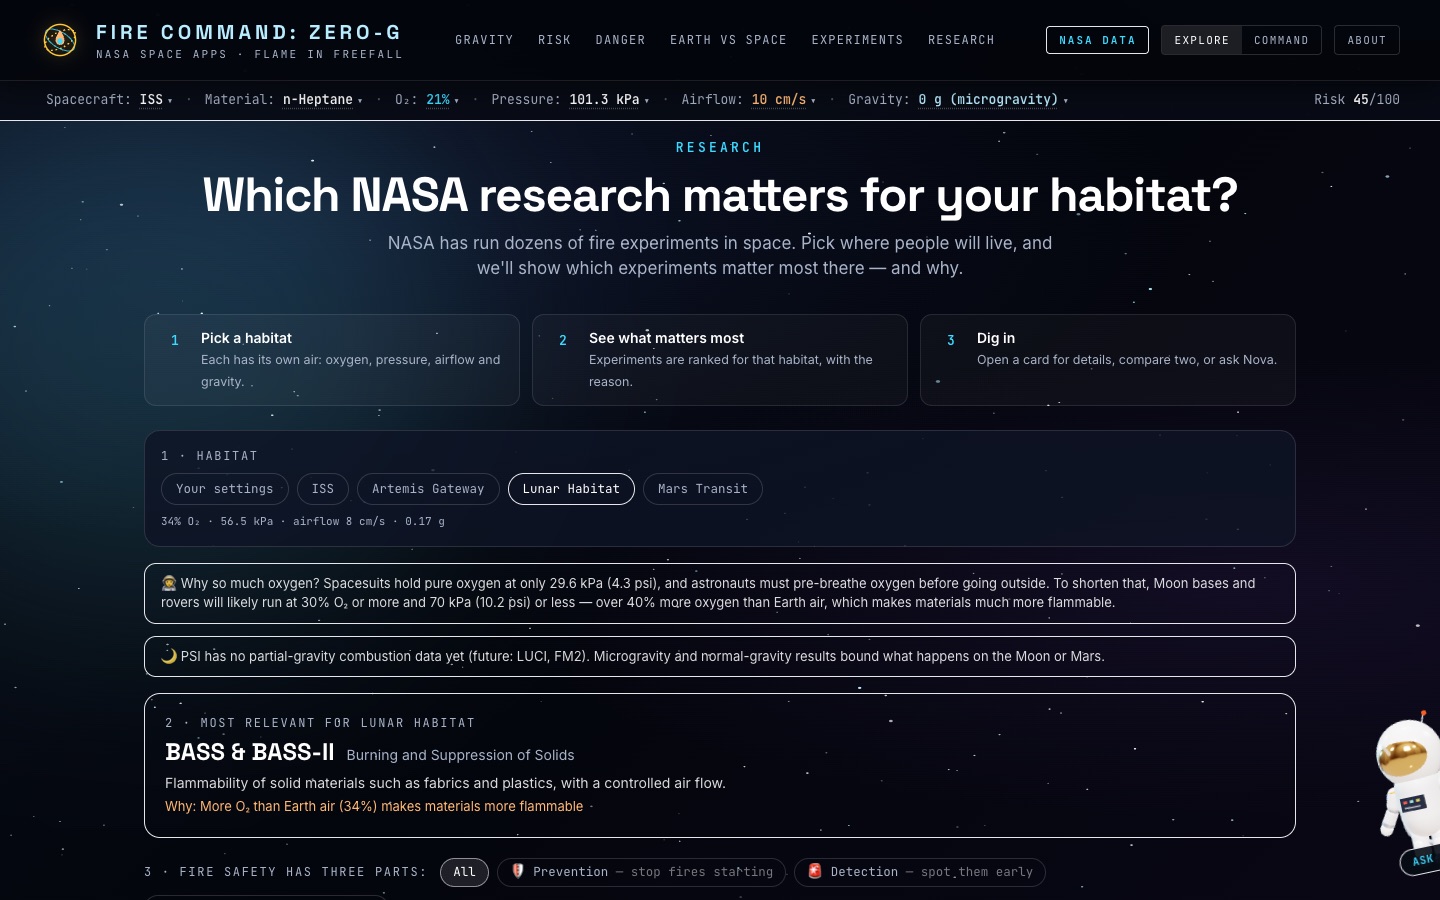 FIRE COMMAND: ZERO-G
NASA SPACE APPS · FLAME IN FREEFALL
GRAVITY RISK DANGER EARTH VS SPACE EXPERIMENTS RESEARCH
NASA DATA EXPLORE COMMAND ABOUT
Spacecraft: ISS ▾ · Material: n-Heptane ▾ · O₂: 21% ▾ · Pressure: 101.3 kPa ▾ · Airflow: 10 cm/s ▾ · Gravity: 0 g (microgravity) ▾ Risk 45/100
RESEARCH
Which NASA research matters for your habitat?
NASA has run dozens of fire experiments in space. Pick where people will live, and
we'll show which experiments matter most there — and why.
1 Pick a habitat
Each has its own air: oxygen, pressure, airflow and
gravity.
2 See what matters most
Experiments are ranked for that habitat, with the
reason.
3 Dig in
Open a card for details, compare two, or ask Nova.
1 · HABITAT
Your settings ISS Artemis Gateway Lunar Habitat Mars Transit
34% O₂ · 56.5 kPa · airflow 8 cm/s · 0.17 g
Why so much oxygen? Spacesuits hold pure oxygen at only 29.6 kPa (4.3 psi), and astronauts must pre-breathe oxygen before going outside. To shorten that, Moon bases and
rovers will likely run at 30% O₂ or more and 70 kPa (10.2 psi) or less — over 40% more oxygen than Earth air, which makes materials much more flammable.
PSI has no partial-gravity combustion data yet (future: LUCI, FM2). Microgravity and normal-gravity results bound what happens on the Moon or Mars.
2 · MOST RELEVANT FOR LUNAR HABITAT
BASS & BASS-II Burning and Suppression of Solids
Flammability of solid materials such as fabrics and plastics, with a controlled air flow.
Why: More O₂ than Earth air (34%) makes materials more flammable ·
3 · FIRE SAFETY HAS THREE PARTS: All Prevention — stop fires starting Detection — spot them early
ASK